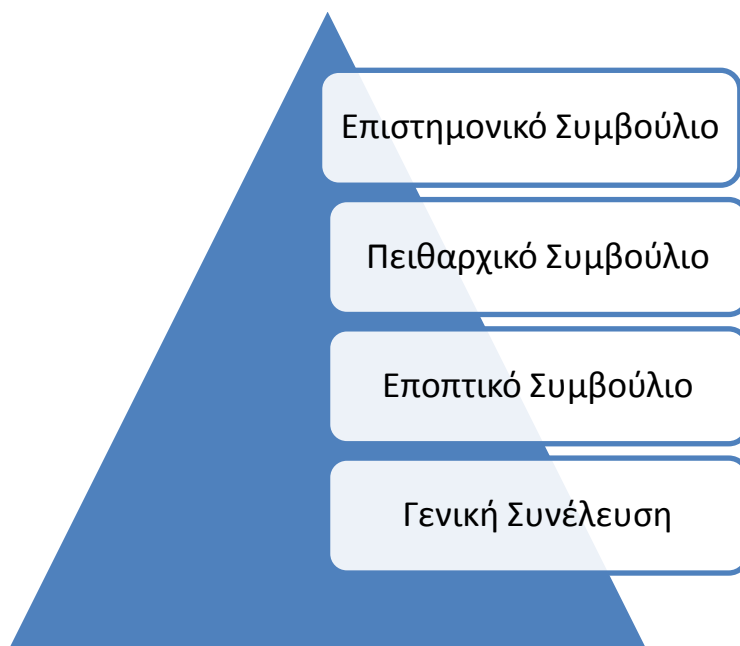 Επιστημονικό Συμβούλιο
Πειθαρχικό Συμβούλιο
Εποπτικό Συμβούλιο
Γενική Συνέλευση